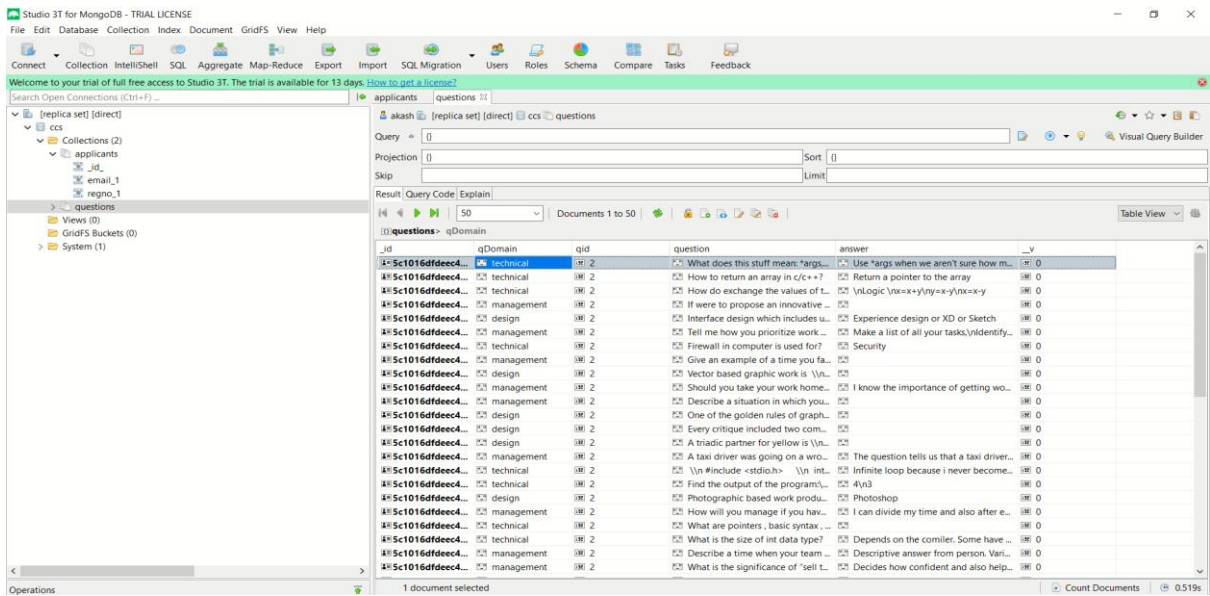 Studio 3T for MongoDB - TRIAL LICENSE
File Edit Database Collection Index Document GridFS View Help
Connect Collection IntelliShell SQL Aggregate Map-Reduce Export Import SQL Migration Users Roles Schema Compare Tasks Feedback
Welcome to your trial of full free access to Studio 3T. The trial is available for 13 days. How to get a license?
Search Open Connections (Ctrl+F) ...
[replica set] [direct]
ccs
Collections (2)
applicants
_id_
email_1
regno_1
questions
Views (0)
GridFS Buckets (0)
System (1)
Operations
applicants questions
akash [replica set] [direct] ccs questions
Query {} Visual Query Builder
Projection {} Sort {}
Skip Limit
Result Query Code Explain
50 Documents 1 to 50 Table View
questions > qDomain
_id qDomain qid question answer __v
5c1016dfdeec4... technical 2 What does this stuff mean: *args,... Use *args when we aren't sure how m... 0
5c1016dfdeec4... technical 2 How to return an array in c/c++? Return a pointer to the array 0
5c1016dfdeec4... technical 2 How do exchange the values of t... \nLogic \nx=x+y\ny=x-y\nx=x-y 0
5c1016dfdeec4... management 2 If were to propose an innovative ... 0
5c1016dfdeec4... design 2 Interface design which includes u... Experience design or XD or Sketch 0
5c1016dfdeec4... management 2 Tell me how you prioritize work ... Make a list of all your tasks,\nIdentify... 0
5c1016dfdeec4... technical 2 Firewall in computer is used for? Security 0
5c1016dfdeec4... management 2 Give an example of a time you fa... 0
5c1016dfdeec4... design 2 Vector based graphic work is \\n... 0
5c1016dfdeec4... management 2 Should you take your work home... I know the importance of getting wo... 0
5c1016dfdeec4... management 2 Describe a situation in which you... 0
5c1016dfdeec4... design 2 One of the golden rules of graph... 0
5c1016dfdeec4... design 2 Every critique included two com... 0
5c1016dfdeec4... design 2 A triadic partner for yellow is \\n... 0
5c1016dfdeec4... management 2 A taxi driver was going on a wro... The question tells us that a taxi driver... 0
5c1016dfdeec4... technical 2 \\n #include <stdio.h> \\n int... Infinite loop because i never become... 0
5c1016dfdeec4... technical 2 Find the output of the program:\... 4\n3 0
5c1016dfdeec4... design 2 Photographic based work produ... Photoshop 0
5c1016dfdeec4... management 2 How will you manage if you hav... I can divide my time and also after e... 0
5c1016dfdeec4... technical 2 What are pointers , basic syntax , ... 0
5c1016dfdeec4... technical 2 What is the size of int data type? Depends on the comiler. Some have ... 0
5c1016dfdeec4... management 2 Describe a time when your team ... Descriptive answer from person. Vari... 0
5c1016dfdeec4... management 2 What is the significance of "sell t... Decides how confident and also help... 0
1 document selected Count Documents 0.519s